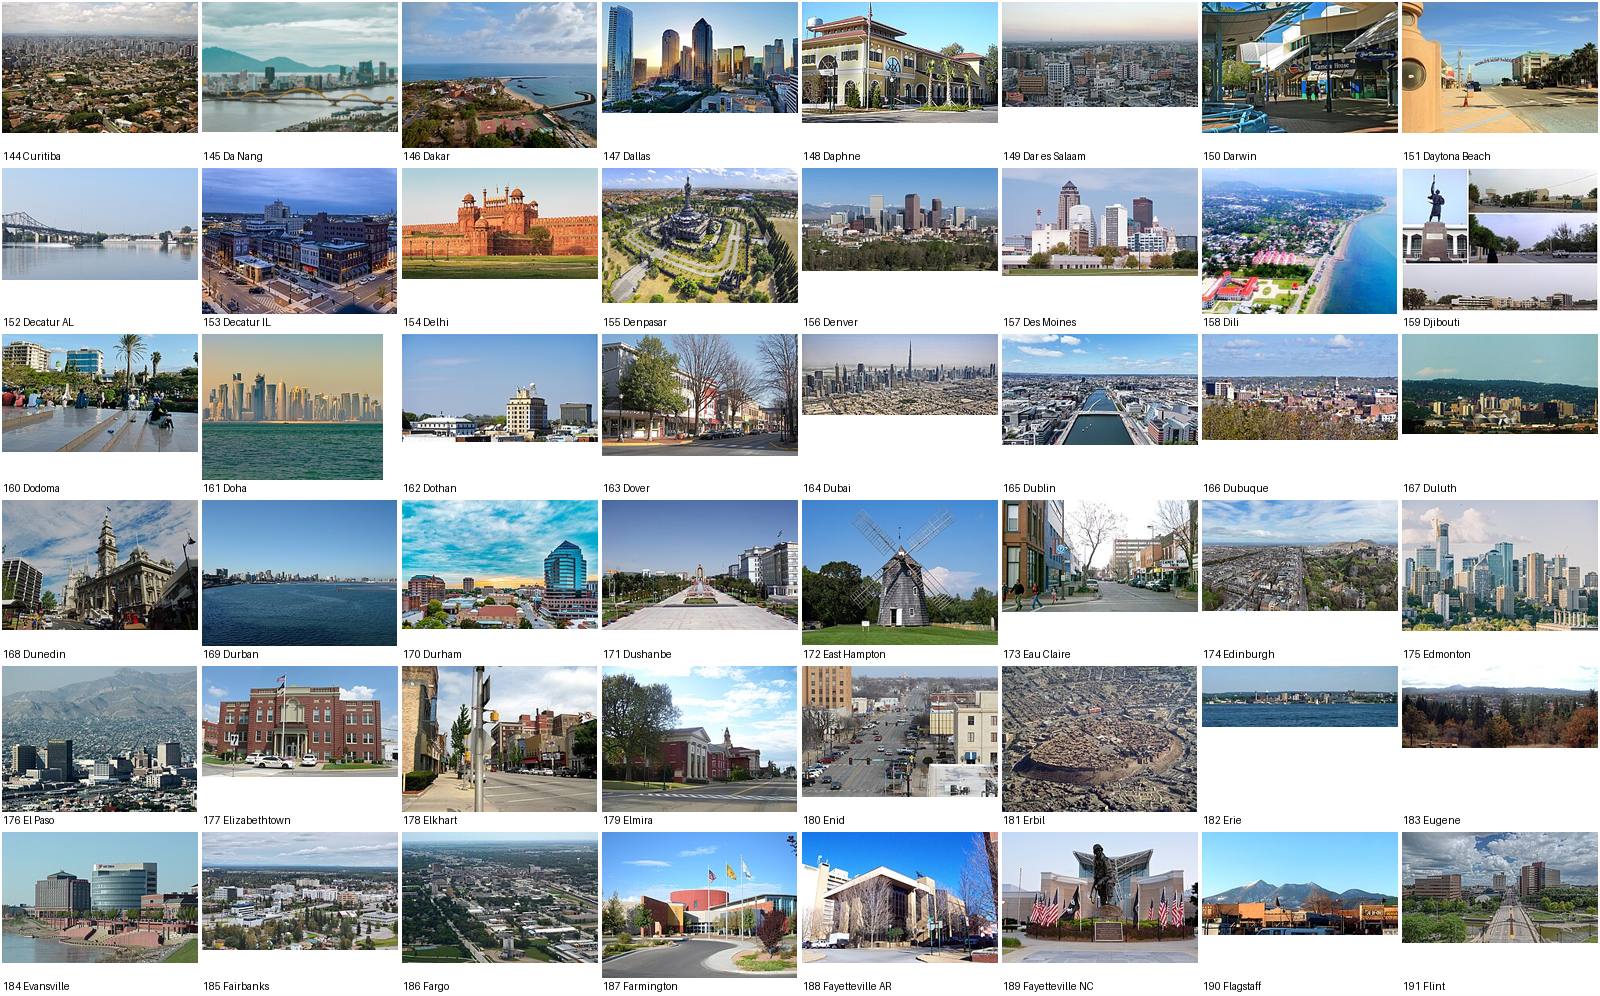 144 Curitiba
145 Da Nang
146 Dakar
147 Dallas
148 Daphne
149 Dar es Salaam
150 Darwin
151 Daytona Beach
152 Decatur AL
153 Decatur IL
154 Delhi
155 Denpasar
156 Denver
157 Des Moines
158 Dili
159 Djibouti
160 Dodoma
161 Doha
162 Dothan
163 Dover
164 Dubai
165 Dublin
166 Dubuque
167 Duluth
168 Dunedin
169 Durban
170 Durham
171 Dushanbe
172 East Hampton
173 Eau Claire
174 Edinburgh
175 Edmonton
176 El Paso
177 Elizabethtown
178 Elkhart
179 Elmira
180 Enid
181 Erbil
182 Erie
183 Eugene
184 Evansville
185 Fairbanks
186 Fargo
187 Farmington
188 Fayetteville AR
189 Fayetteville NC
190 Flagstaff
191 Flint